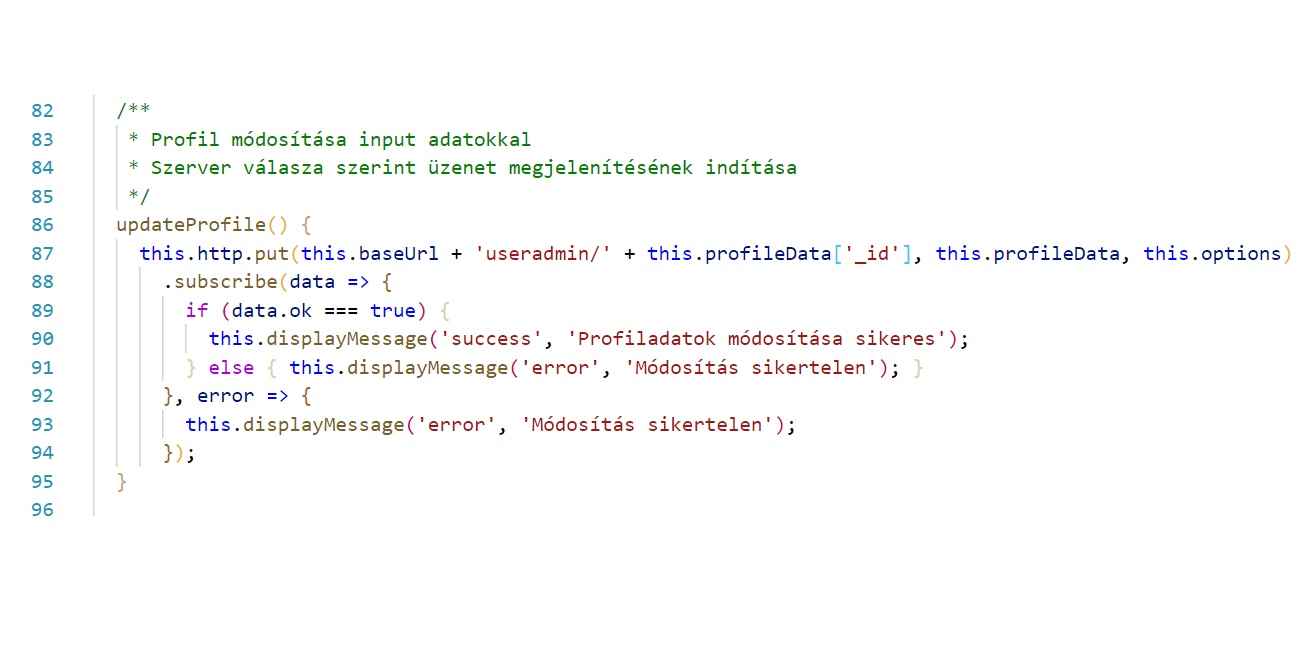 82 /**
83 * Profil módosítása input adatokkal
84 * Szerver válasza szerint üzenet megjelenítésének indítása
85 */
86 updateProfile() {
87 this.http.put(this.baseUrl + 'useradmin/' + this.profileData['_id'], this.profileData, this.options)
88 .subscribe(data => {
89 if (data.ok === true) {
90 this.displayMessage('success', 'Profiladatok módosítása sikeres');
91 } else { this.displayMessage('error', 'Módosítás sikertelen'); }
92 }, error => {
93 this.displayMessage('error', 'Módosítás sikertelen');
94 });
95 }
96